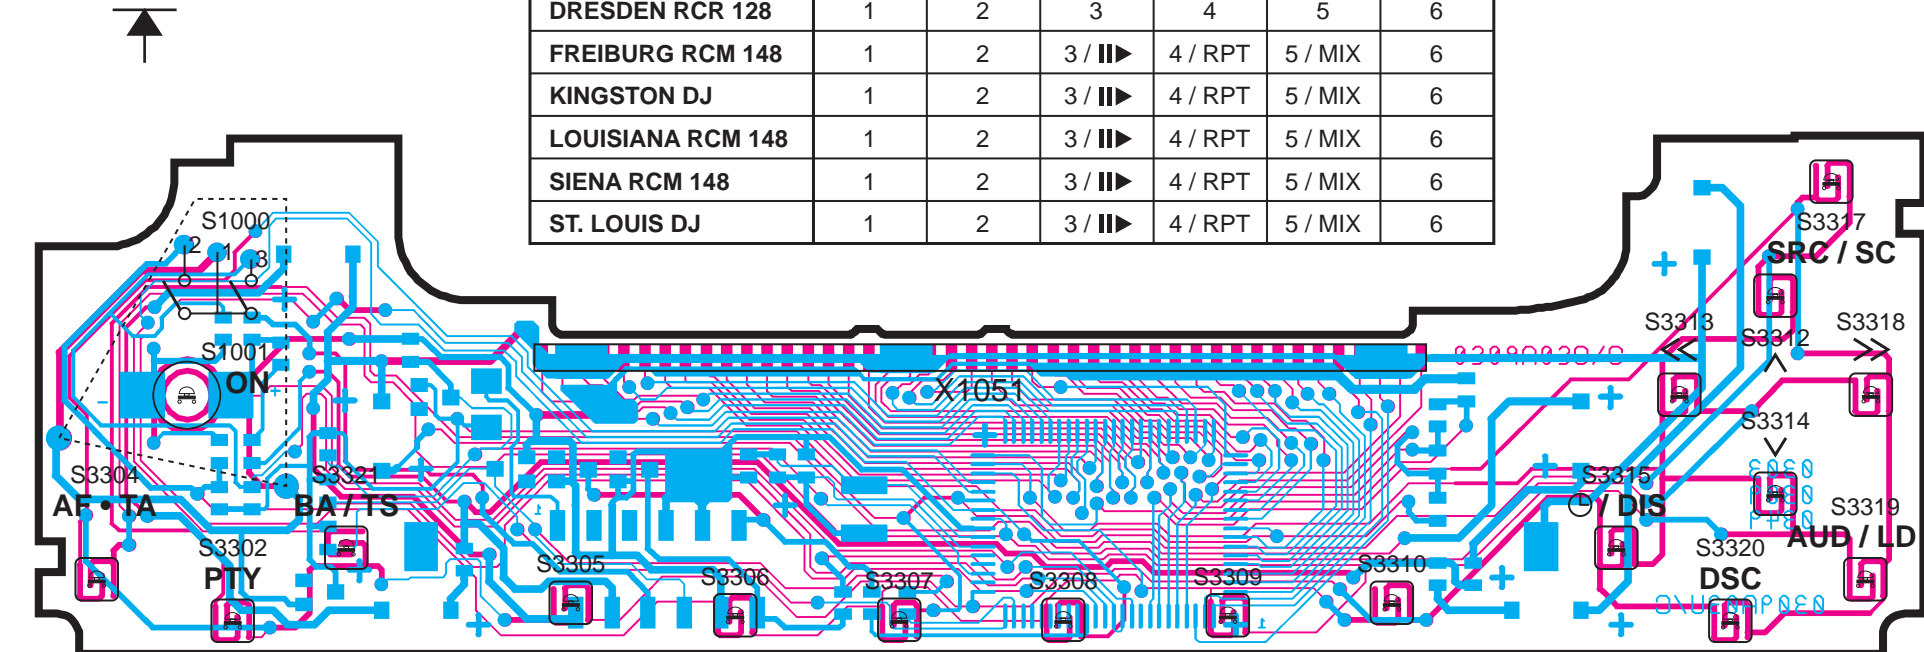 DRESDEN RCR 128 1 2 3 4 5 6
FREIBURG RCM 148 1 2 3 / II▶ 4 / RPT 5 / MIX 6
KINGSTON DJ 1 2 3 / II▶ 4 / RPT 5 / MIX 6
LOUISIANA RCM 148 1 2 3 / II▶ 4 / RPT 5 / MIX 6
SIENA RCM 148 1 2 3 / II▶ 4 / RPT 5 / MIX 6
ST. LOUIS DJ 1 2 3 / II▶ 4 / RPT 5 / MIX 6
S1000
2 1 3
S3317
SRC / SC
S3313
S3312
S3318
S1001
ON
X1051
S3314
S3304
AF • TA
S3321
BA / TS
S3315
/ DIS
S3319
AUD / LD
S3302
PTY
S3320
DSC
S3305
S3306
S3307
S3308
S3309
S3310
1
1